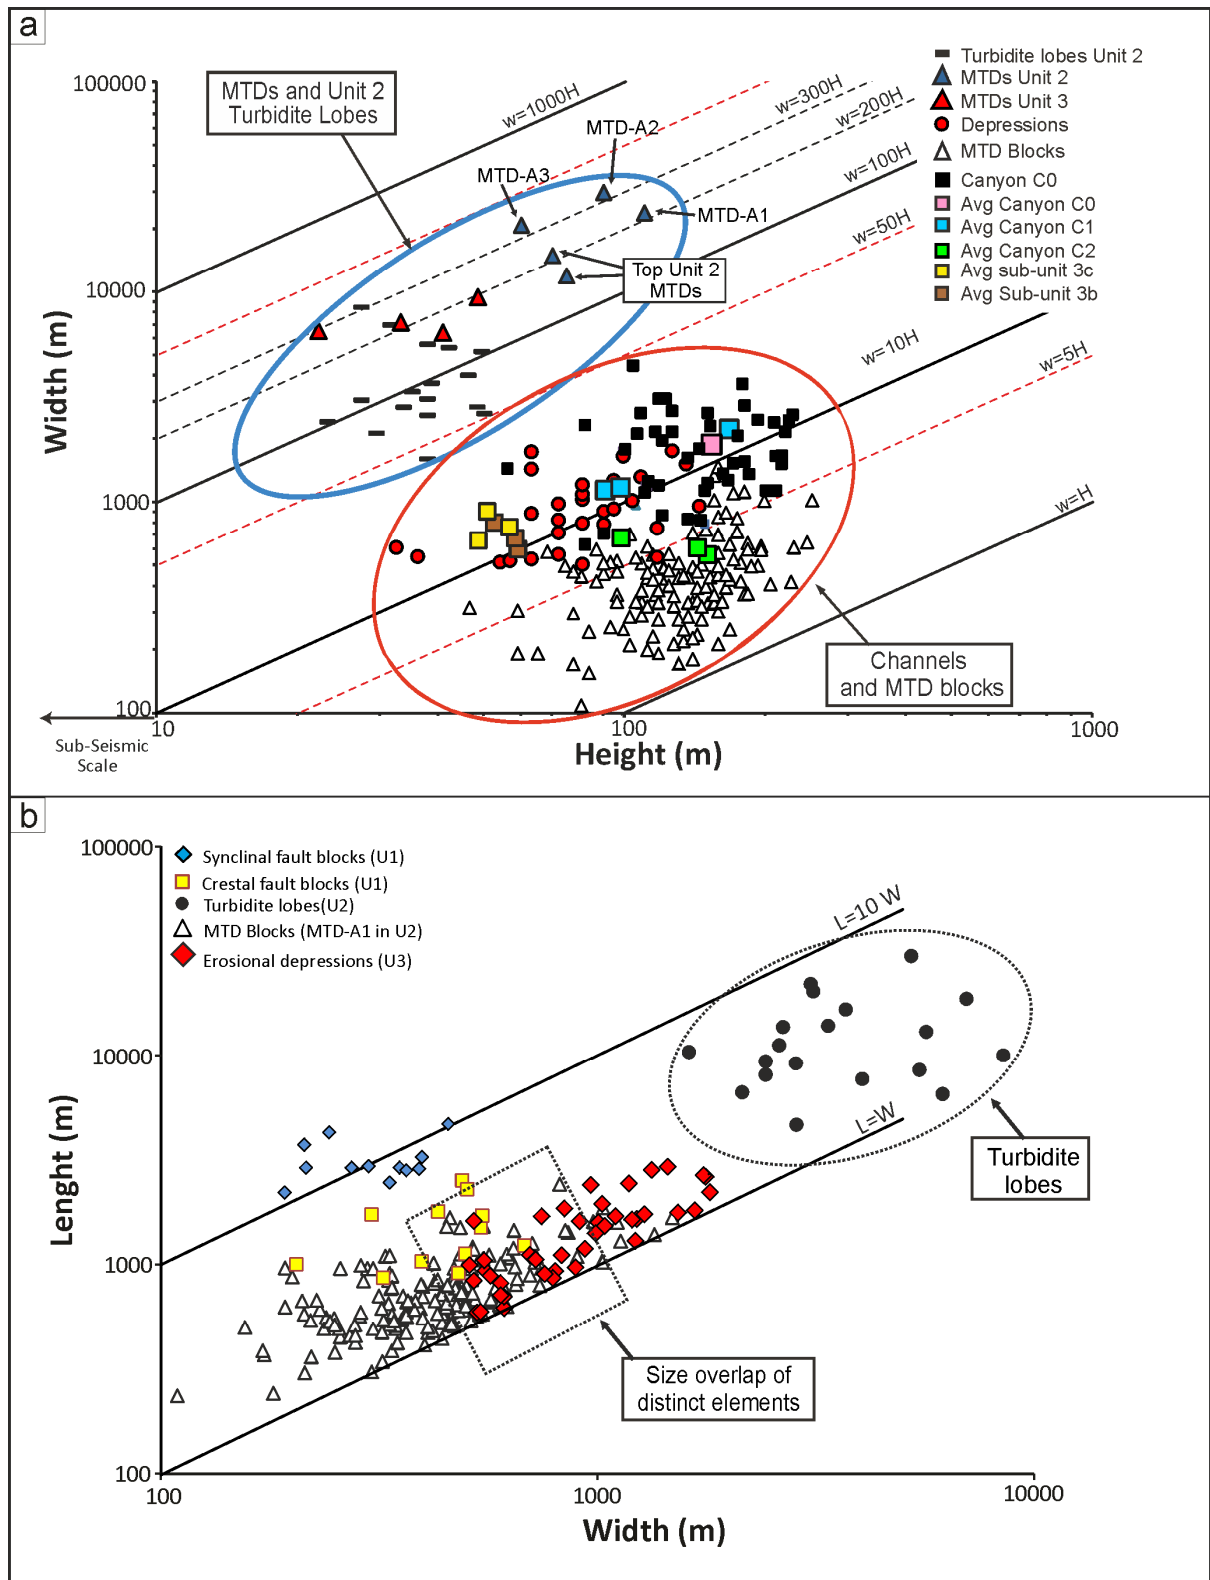 a
MTDs and Unit 2
Turbidite Lobes
Turbidite lobes Unit 2
MTDs Unit 2
MTDs Unit 3
Depressions
MTD Blocks
Canyon C0
Avg Canyon C0
Avg Canyon C1
Avg Canyon C2
Avg sub-unit 3c
Avg Sub-unit 3b
w=1000H
w=300H
w=200H
w=100H
w=50H
w=10H
w=5H
w=H
MTD-A2
MTD-A3
MTD-A1
Top Unit 2
MTDs
Channels
and MTD blocks
100000
10000
1000
100
Width (m)
10
100
1000
Height (m)
Sub-Seismic
Scale
b
Synclinal fault blocks (U1)
Crestal fault blocks (U1)
Turbidite lobes(U2)
MTD Blocks (MTD-A1 in U2)
Erosional depressions (U3)
L=10 W
L=W
Turbidite
lobes
Size overlap of
distinct elements
100000
10000
1000
100
Lenght (m)
100
1000
10000
Width (m)